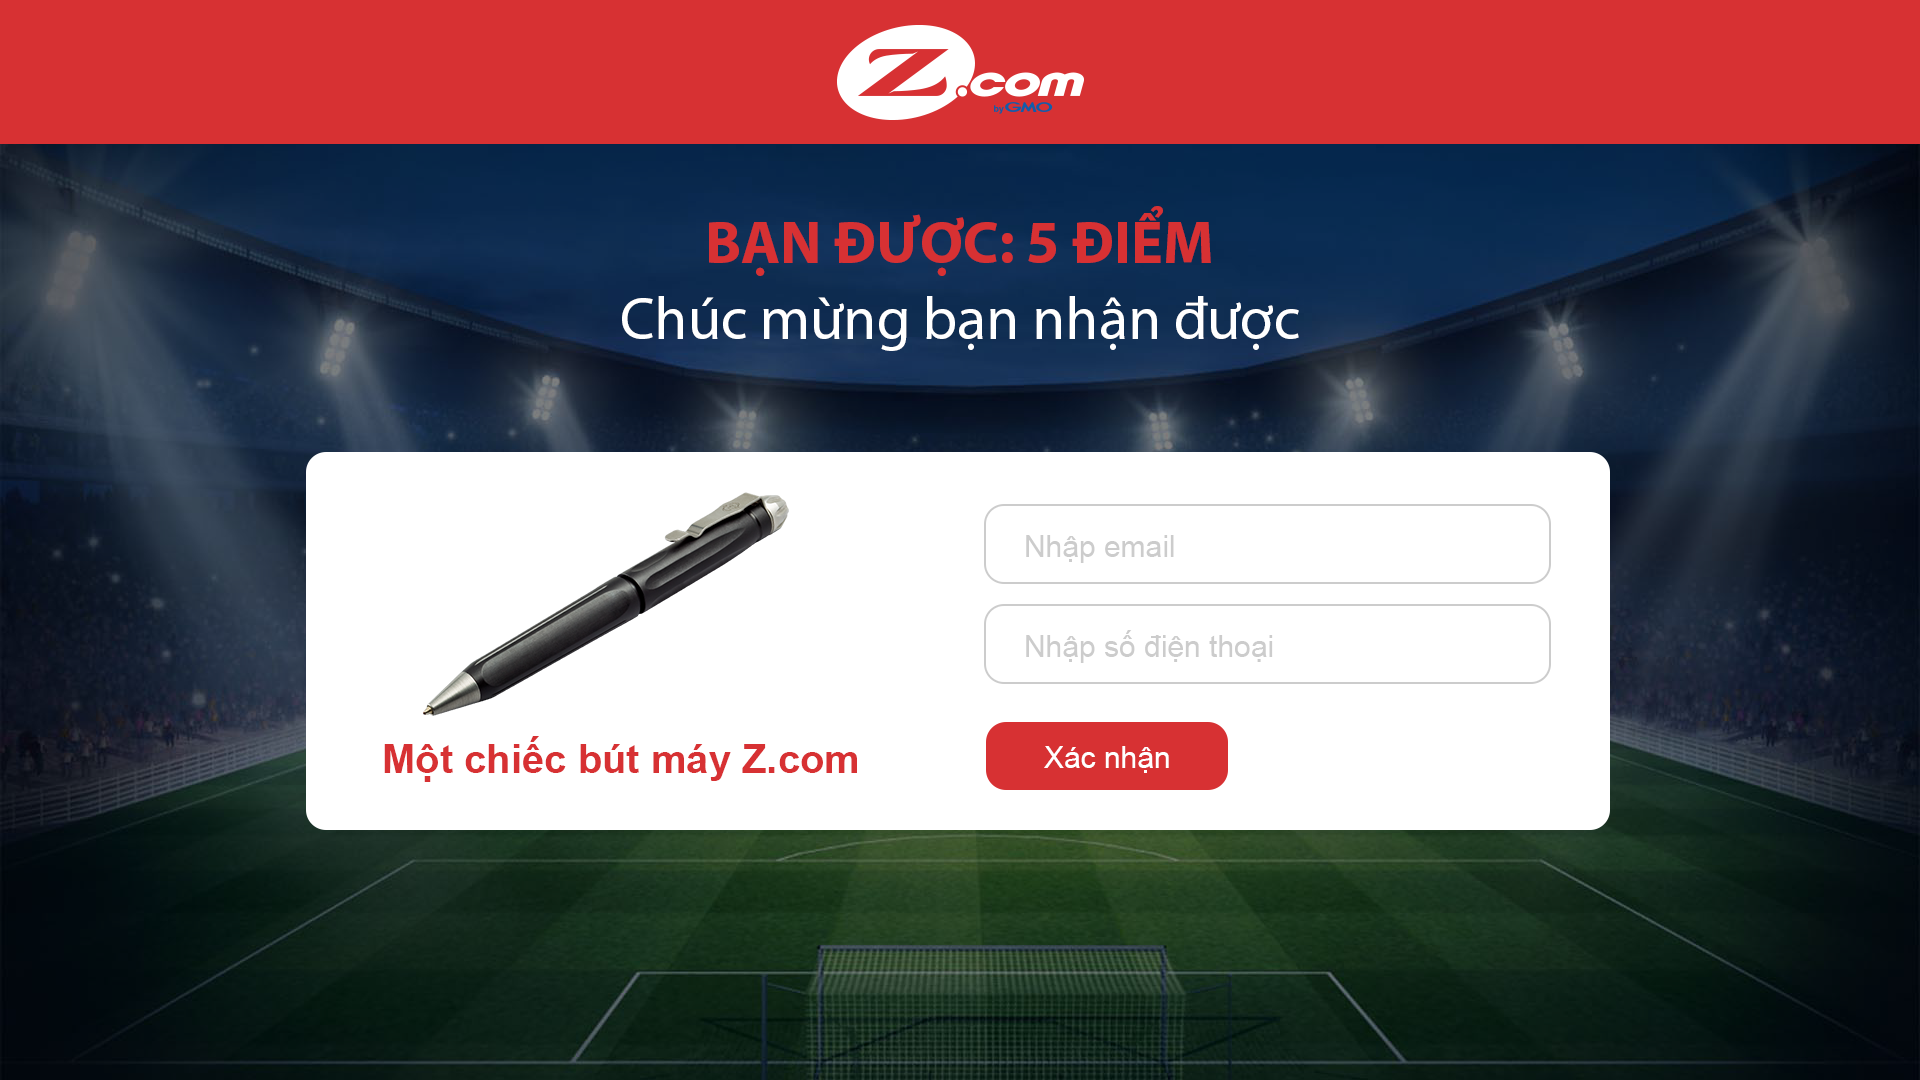 Z.com
by GMO
BẠN ĐƯỢC: 5 ĐIỂM
Chúc mừng bạn nhận được
Nhập email
Nhập số điện thoại
Một chiếc bút máy Z.com
Xác nhận